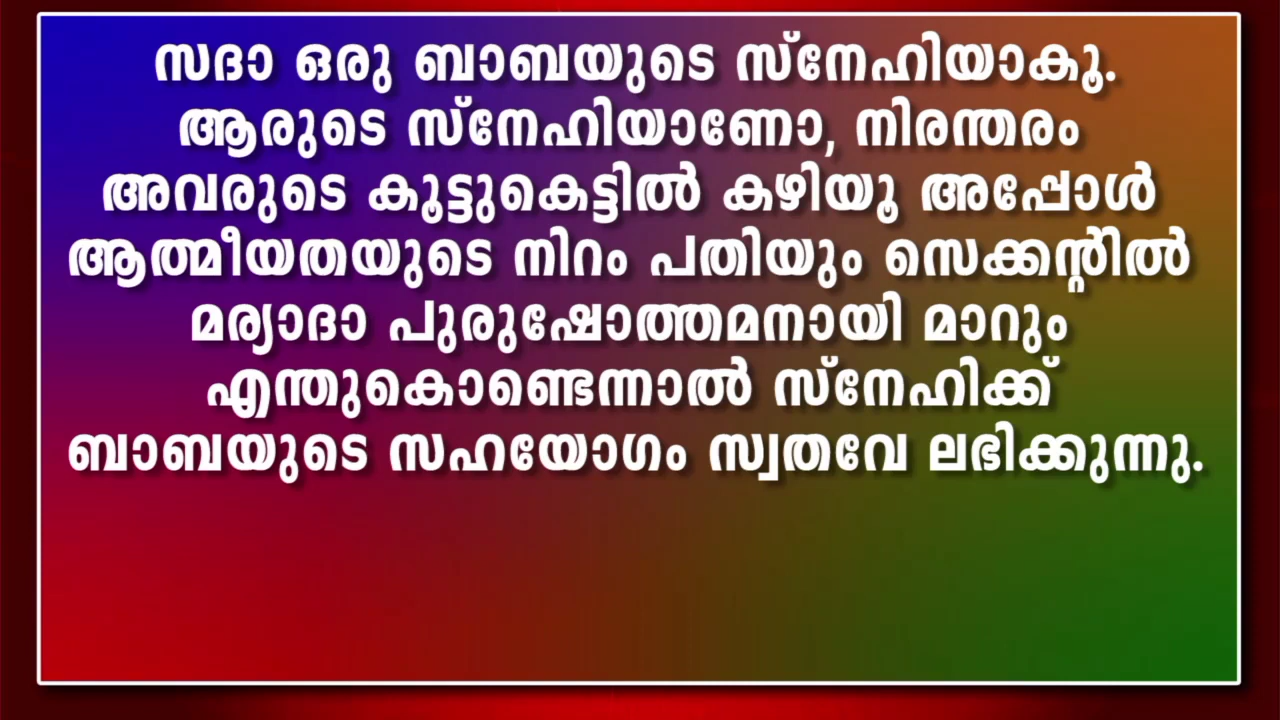 സദാ ഒരു ബാബയുടെ സ്നേഹിയാകൂ.
ആരുടെ സ്നേഹിയാണോ, നിരന്തരം
അവരുടെ കൂട്ടുകെട്ടിൽ കഴിയൂ അപ്പോൾ
ആത്മീയതയുടെ നിറം പതിയും സെക്കന്റിൽ
മര്യാദാ പുരുഷോത്തമനായി മാറും
എന്തുകൊണ്ടെന്നാൽ സ്നേഹിക്ക്
ബാബയുടെ സഹയോഗം സ്വതവേ ലഭിക്കുന്നു.